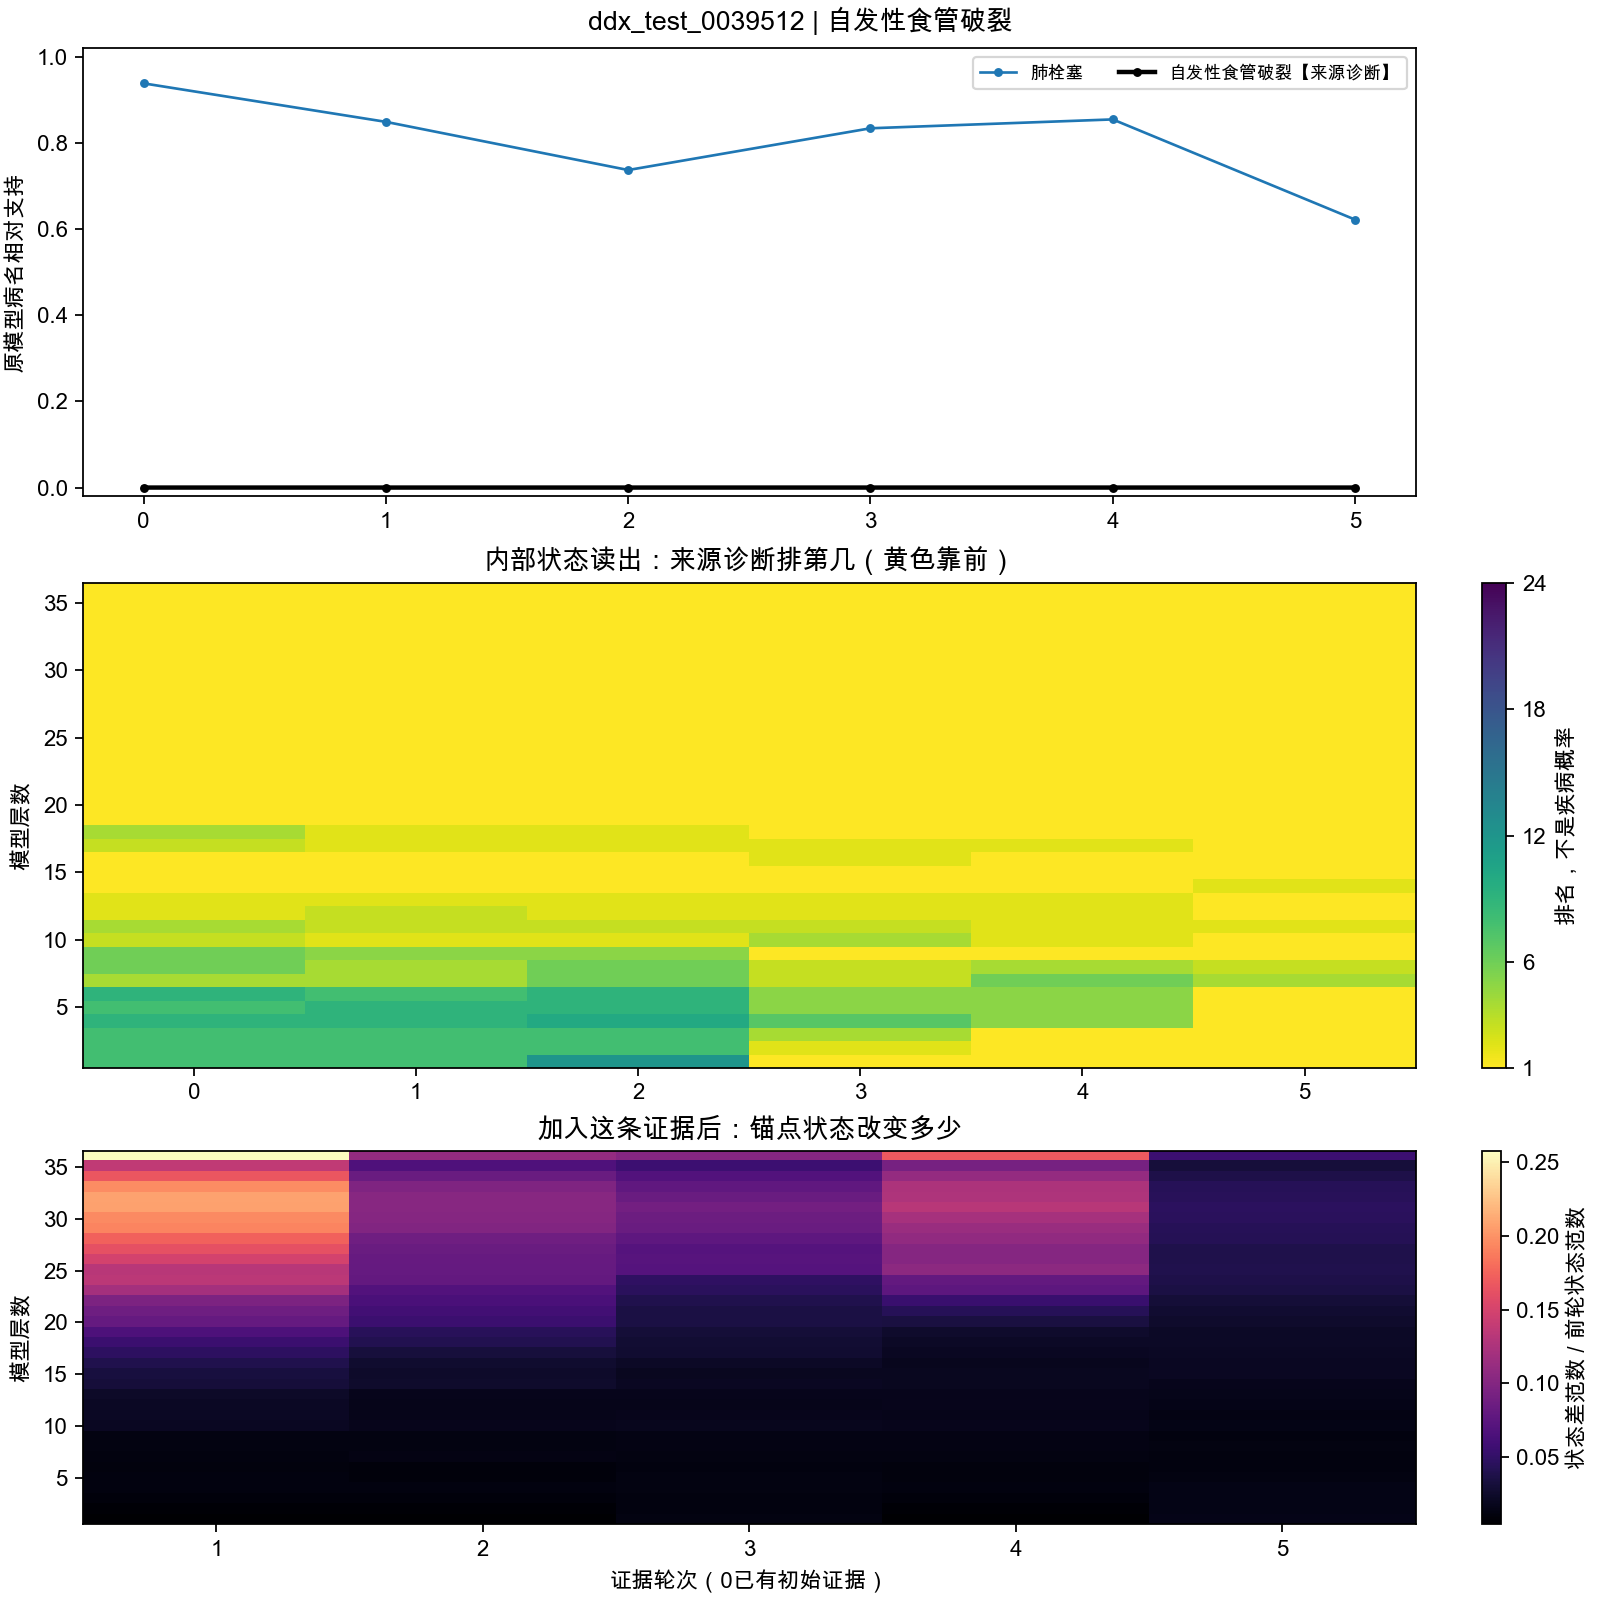 ddx_test_0039512 | 自发性食管破裂
肺栓塞
自发性食管破裂【来源诊断】
原模型病名相对支持
1.0
0.8
0.6
0.4
0.2
0.0
0 1 2 3 4 5
内部状态读出：来源诊断排第几（黄色靠前）
模型层数
35
30
25
20
15
10
5
0 1 2 3 4 5
24
18
12
6
1
排名，不是疾病概率
加入这条证据后：锚点状态改变多少
模型层数
35
30
25
20
15
10
5
1 2 3 4 5
证据轮次（0已有初始证据）
0.25
0.20
0.15
0.10
0.05
状态差范数 / 前轮状态范数